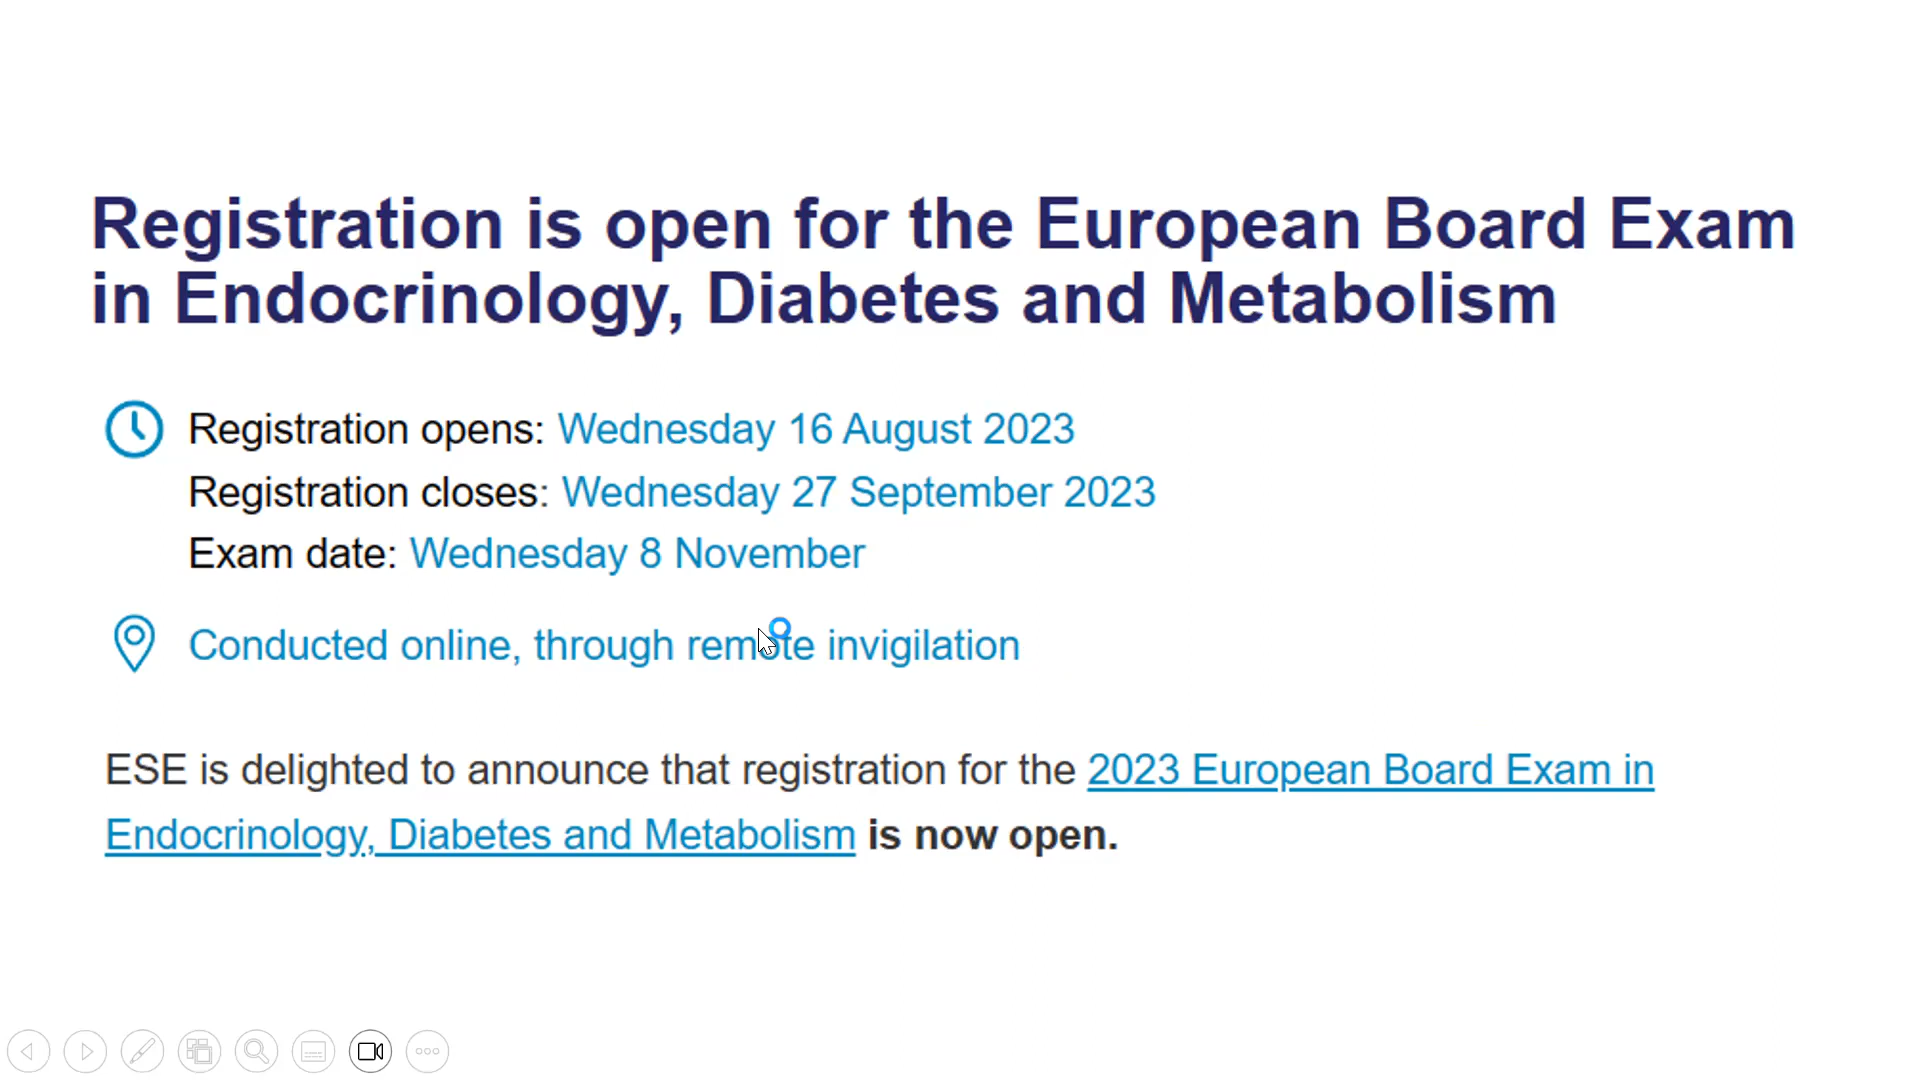 Registration is open for the European Board Exam
in Endocrinology, Diabetes and Metabolism
Registration opens: Wednesday 16 August 2023
Registration closes: Wednesday 27 September 2023
Exam date: Wednesday 8 November
Conducted online, through remote invigilation
ESE is delighted to announce that registration for the 2023 European Board Exam in
Endocrinology, Diabetes and Metabolism is now open.